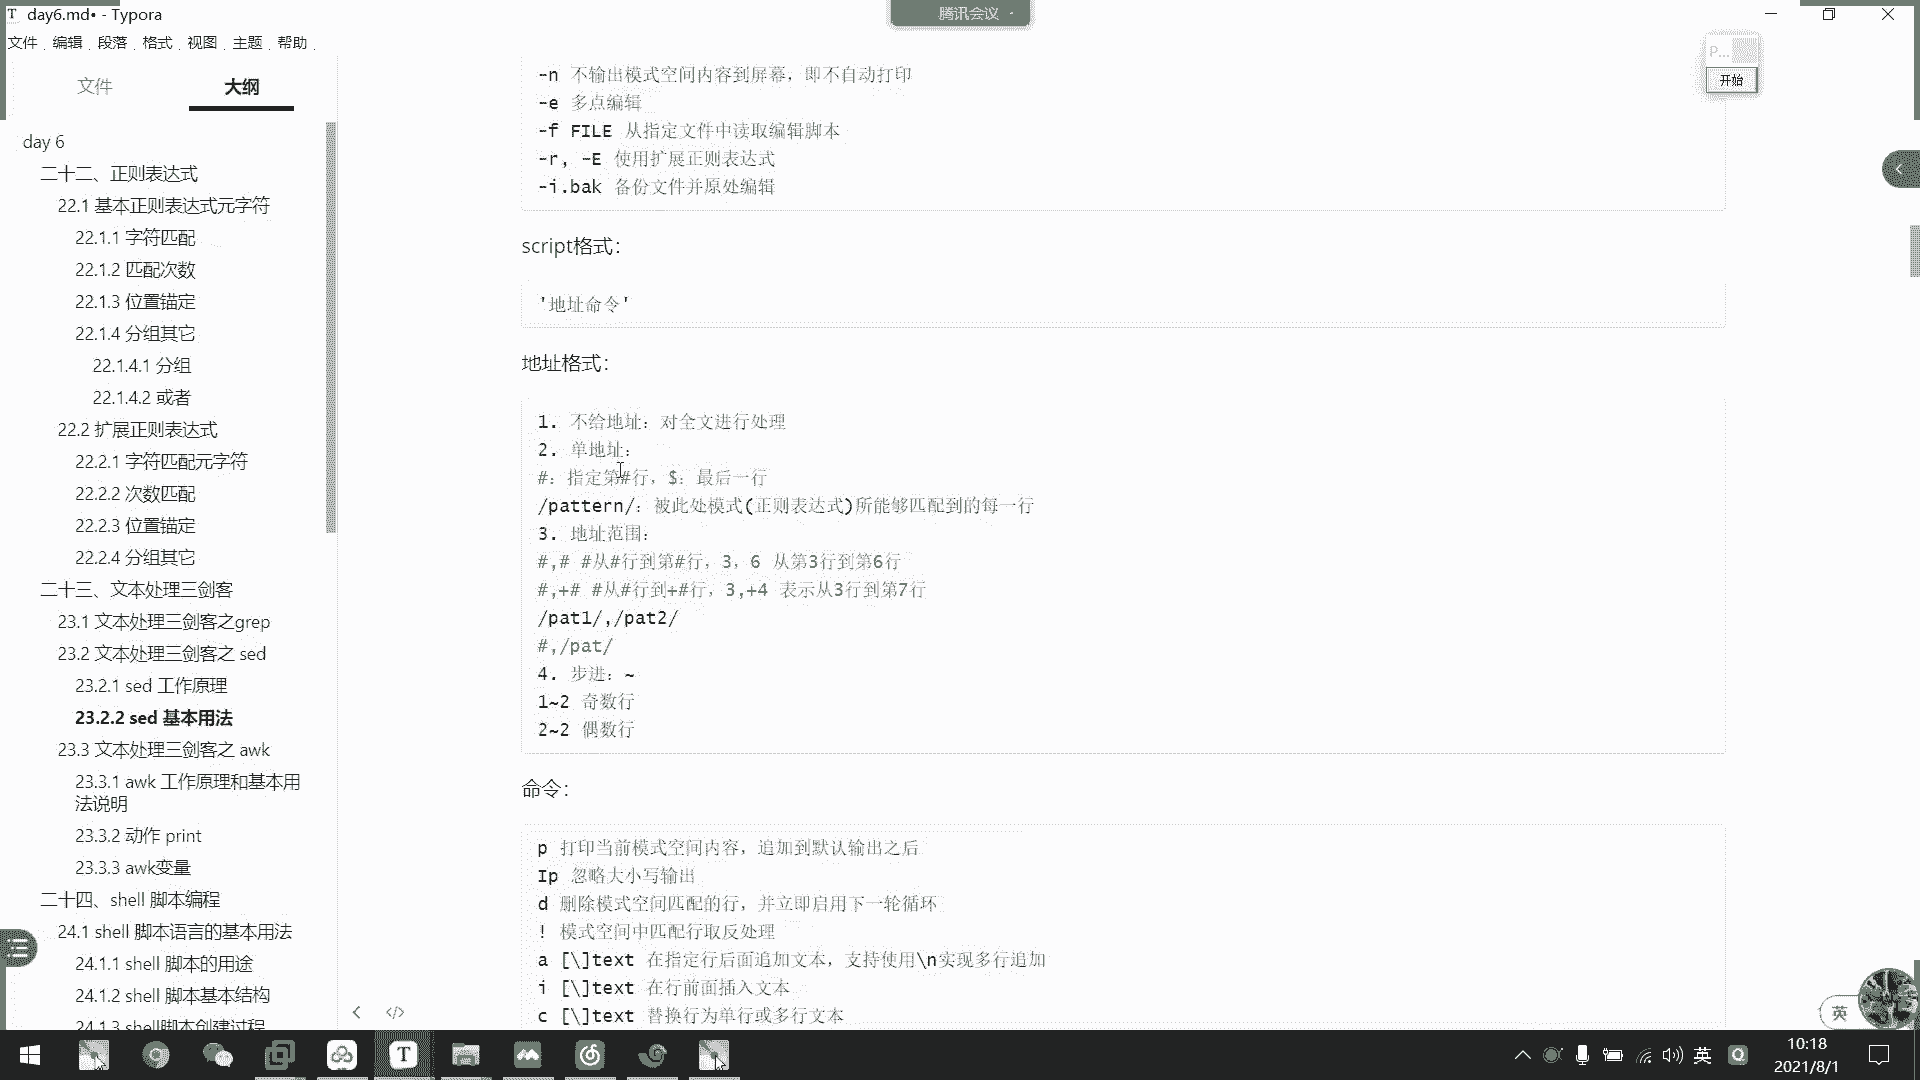 day6.md• - Typora
腾讯会议
文件 编辑 段落 格式 视图 主题 帮助
P...
开始
文件 大纲
day 6
二十二、正则表达式
22.1 基本正则表达式元字符
22.1.1 字符匹配
22.1.2 匹配次数
22.1.3 位置锚定
22.1.4 分组其它
22.1.4.1 分组
22.1.4.2 或者
22.2 扩展正则表达式
22.2.1 字符匹配元字符
22.2.2 次数匹配
22.2.3 位置锚定
22.2.4 分组其它
二十三、文本处理三剑客
23.1 文本处理三剑客之grep
23.2 文本处理三剑客之 sed
23.2.1 sed 工作原理
23.2.2 sed 基本用法
23.3 文本处理三剑客之 awk
23.3.1 awk 工作原理和基本用
法说明
23.3.2 动作 print
23.3.3 awk变量
二十四、shell 脚本编程
24.1 shell 脚本语言的基本用法
24.1.1 shell 脚本的用途
24.1.2 shell 脚本基本结构
24.1.3 shell脚本创建过程
-n 不输出模式空间内容到屏幕，即不自动打印
-e 多点编辑
-f FILE 从指定文件中读取编辑脚本
-r, -E 使用扩展正则表达式
-i.bak 备份文件并原处编辑
script格式：
'地址命令'
地址格式：
1. 不给地址：对全文进行处理
2. 单地址：
#：指定第#行，$：最后一行
/pattern/：被此处模式(正则表达式)所能够匹配到的每一行
3. 地址范围：
#,# #从#行到第#行，3，6 从第3行到第6行
#,+# #从#行到+#行，3,+4 表示从3行到第7行
/pat1/,/pat2/
#,/pat/
4. 步进：~
1~2 奇数行
2~2 偶数行
命令：
p 打印当前模式空间内容，追加到默认输出之后
Ip 忽略大小写输出
d 删除模式空间匹配的行，并立即启用下一轮循环
! 模式空间中匹配行取反处理
a [\]text 在指定行后面追加文本，支持使用\n实现多行追加
i [\]text 在行前面插入文本
c [\]text 替换行为单行或多行文本
英
英
10:18
2021/8/1